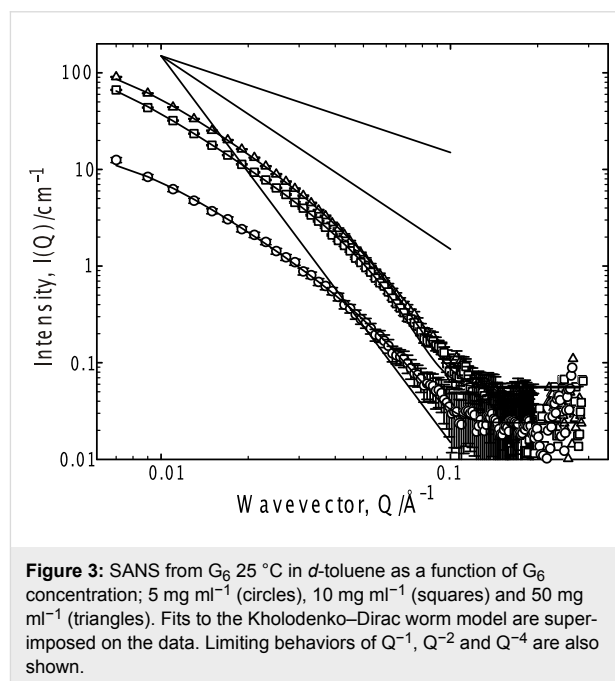 100
10
1
0.1
0.01
Intensity, I(Q)/cm⁻¹
0.01 0.1
Wavevector, Q/Å⁻¹
Figure 3: SANS from G₆ 25 °C in d-toluene as a function of G₆
concentration; 5 mg ml⁻¹ (circles), 10 mg ml⁻¹ (squares) and 50 mg
ml⁻¹ (triangles). Fits to the Kholodenko–Dirac worm model are super-
imposed on the data. Limiting behaviors of Q⁻¹, Q⁻² and Q⁻⁴ are also
shown.